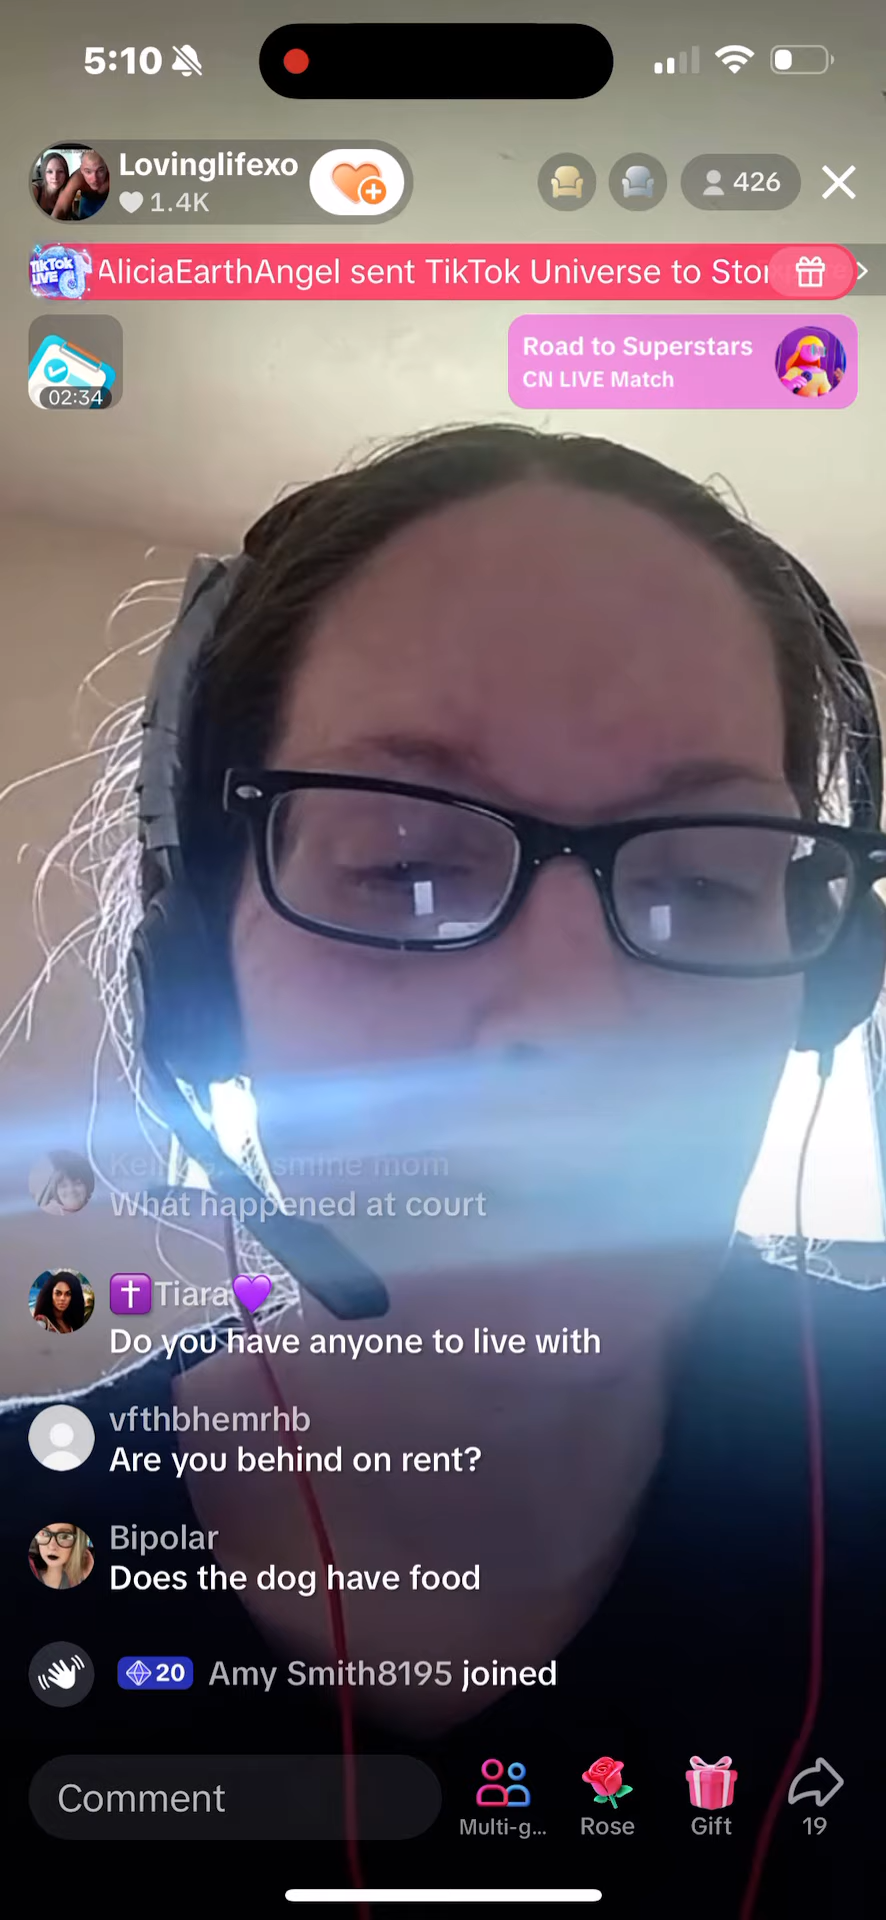 5:10
Lovinglifexo
1.4K
426
TikTok
LIVE
AliciaEarthAngel sent TikTok Universe to
02:34
Road to Superstars
CN LIVE Match
mom
What happened at court
Tiara
Do you have anyone to live with
vfthbhemrhb
Are you behind on rent?
Bipolar
Does the dog have food
20 Amy Smith8195 joined
Comment
Multi-g...
Rose
Gift
19